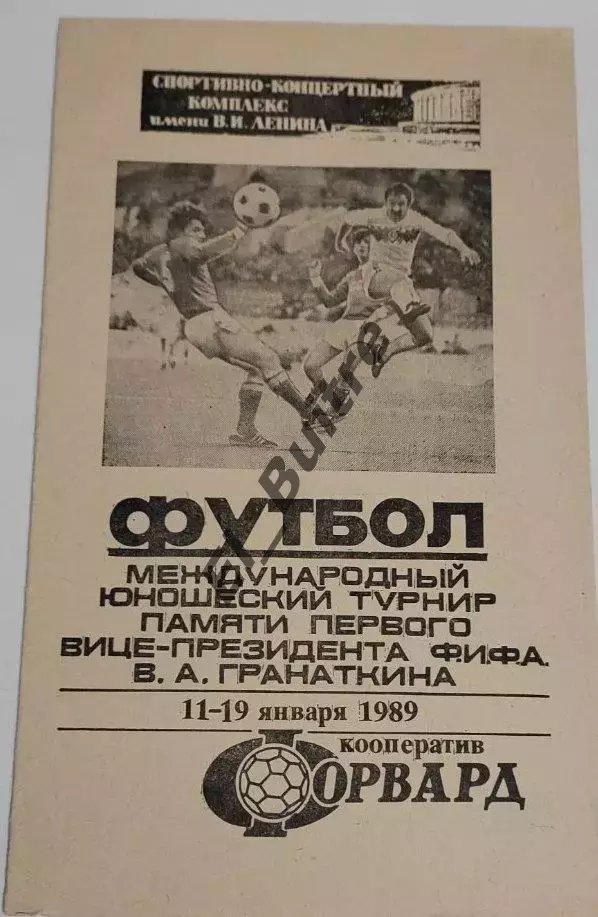 СПОРТИВНО-КОНЦЕРТНЫЙ
КОМПЛЕКС
имени В.И. ЛЕНИНА
El_Buitre
ФУТБОЛ
МЕЖДУНАРОДНЫЙ
ЮНОШЕСКИЙ ТУРНИР
ПАМЯТИ ПЕРВОГО
ВИЦЕ-ПРЕЗИДЕНТА Ф.И.Ф.А.
В. А. ГРАНАТКИНА
11-19 января 1989
кооператив
ФОРВАРД